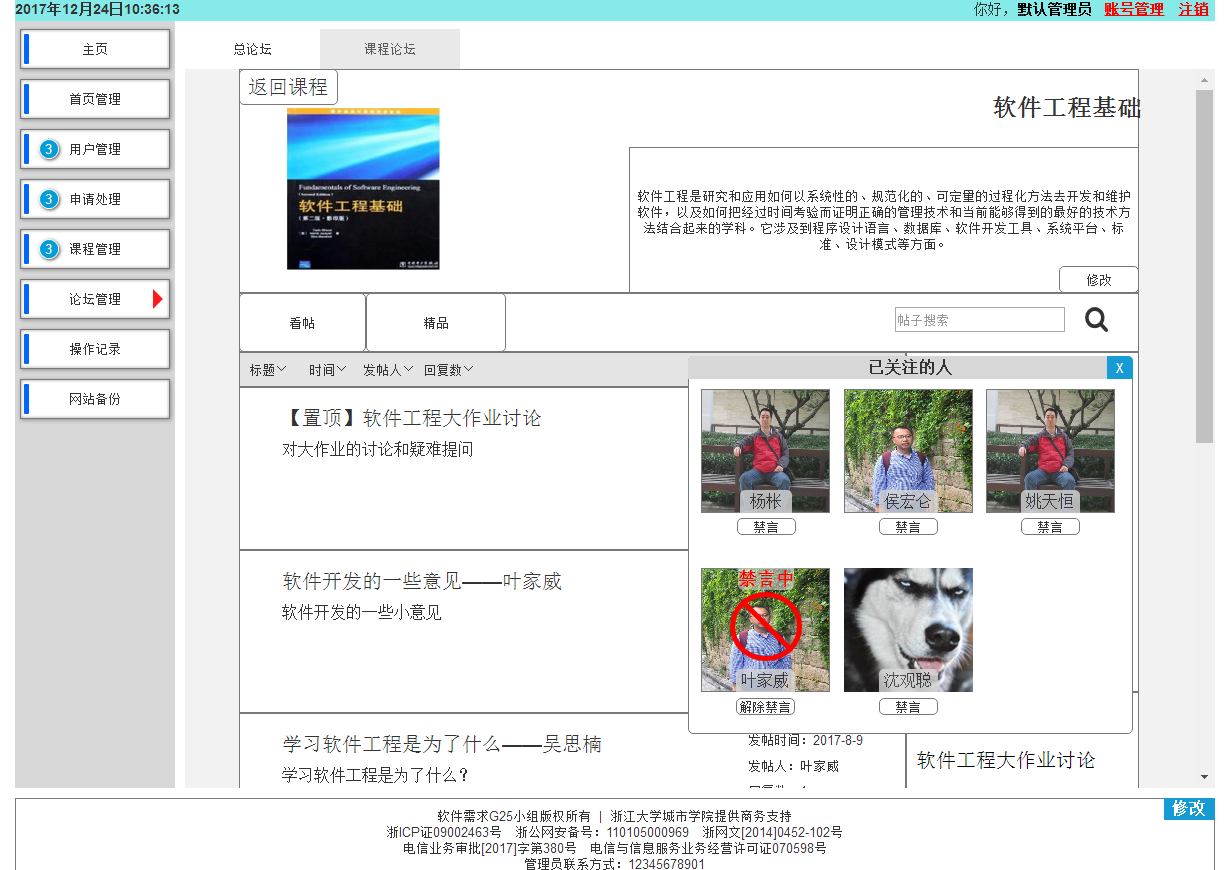 2017年12月24日10:36:13
你好，默认管理员 账号管理 注销
主页
首页管理
3 用户管理
3 申请处理
3 课程管理
论坛管理
操作记录
网站备份
总论坛 课程论坛
返回课程
Fundamentals of Software Engineering
软件工程基础
（第二版·影印版）
软件工程基础
软件工程是研究和应用如何以系统性的、规范化的、可定量的过程化方法去开发和维护
软件，以及如何把经过时间考验而证明正确的管理技术和当前能够得到的最好的技术方
法结合起来的学科。它涉及到程序设计语言、数据库、软件开发工具、系统平台、标
准、设计模式等方面。
修改
看帖 精品
帖子搜索
标题 时间 发帖人 回复数
【置顶】软件工程大作业讨论
对大作业的讨论和疑难提问
软件开发的一些意见——叶家威
软件开发的一些小意见
学习软件工程是为了什么——吴思楠
学习软件工程是为了什么？
已关注的人 X
杨枨 侯宏仑 姚天恒
禁言 禁言 禁言
禁言中
叶家威 沈观聪
解除禁言 禁言
发帖时间：2017-8-9
发帖人：叶家威
软件工程大作业讨论
修改
软件需求G25小组版权所有 | 浙江大学城市学院提供商务支持
浙ICP证09002463号 浙公网安备号：110105000969 浙网文[2014]0452-102号
电信业务审批[2017]字第380号 电信与信息服务业务经营许可证070598号
管理员联系方式：12345678901